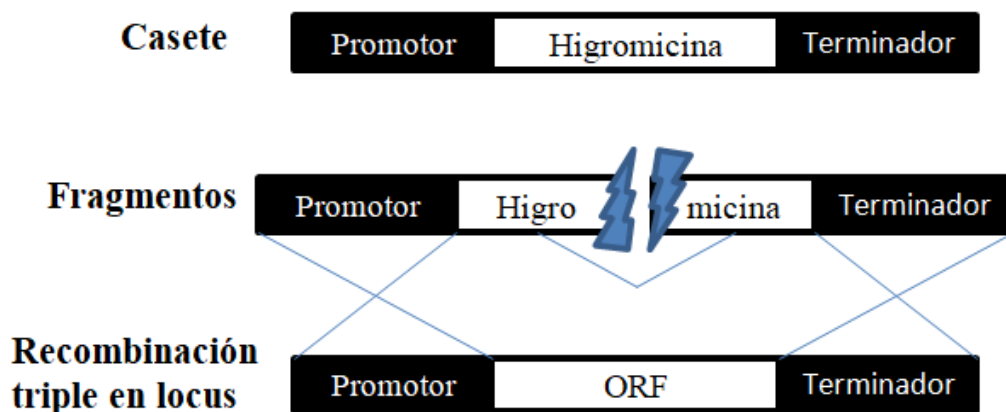 Casete
Promotor Higromicina Terminador
Fragmentos
Promotor Higro micina Terminador
Recombinación
triple en locus
Promotor ORF Terminador